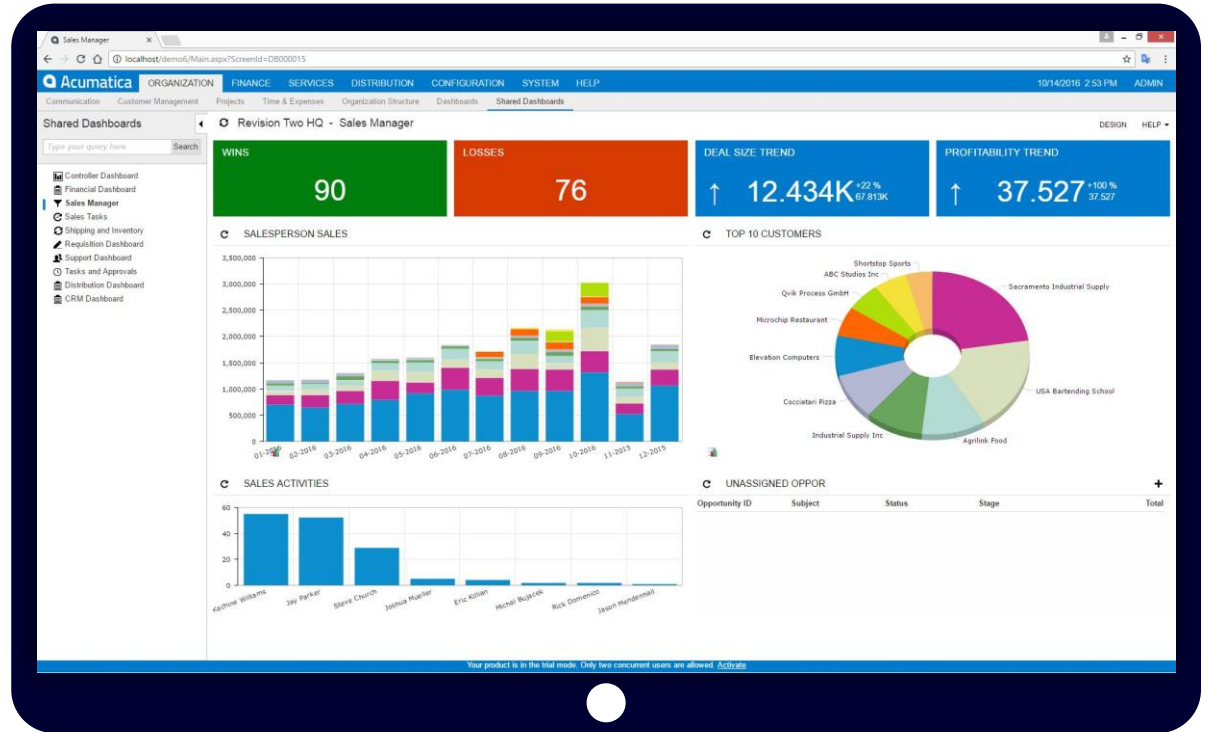 Sales Manager
localhost/demo6/Main.aspx?ScreenId=DB000015
Acumatica ORGANIZATION FINANCE SERVICES DISTRIBUTION CONFIGURATION SYSTEM HELP 10/14/2016 2:53 PM ADMIN
Communication Customer Management Projects Time & Expenses Organization Structure Dashboards Shared Dashboards
Shared Dashboards
Revision Two HQ - Sales Manager
DESIGN HELP
Type your query here Search
Controller Dashboard
Financial Dashboard
Sales Manager
Sales Tasks
Shipping and Inventory
Requisition Dashboard
Support Dashboard
Tasks and Approvals
Distribution Dashboard
CRM Dashboard
WINS
90
LOSSES
76
DEAL SIZE TREND
↑ 12.434K +22 %
67.813K
PROFITABILITY TREND
↑ 37.527 +100 %
37.527
SALESPERSON SALES
3,500,000
3,000,000
2,500,000
2,000,000
1,500,000
1,000,000
500,000
0
01-2016 02-2016 03-2016 04-2016 05-2016 06-2016 07-2016 08-2016 09-2016 10-2016 11-2015 12-2015
TOP 10 CUSTOMERS
Shortstop Sports
ABC Studios Inc
Sacramento Industrial Supply
Qvik Process GmbH
Microchip Restaurant
Elevation Computers
USA Bartending School
Cocciatari Pizza
Industrial Supply Inc
Agrilink Food
SALES ACTIVITIES
60
40
20
0
Williams Jay Parker Steve Church Joshua Mueller Eric Kilian Michal Bujacek Rick Domenico Jason Mendenhall
UNASSIGNED OPPOR +
Opportunity ID Subject Status Stage Total
Your product is in the trial mode. Only two concurrent users are allowed. Activate